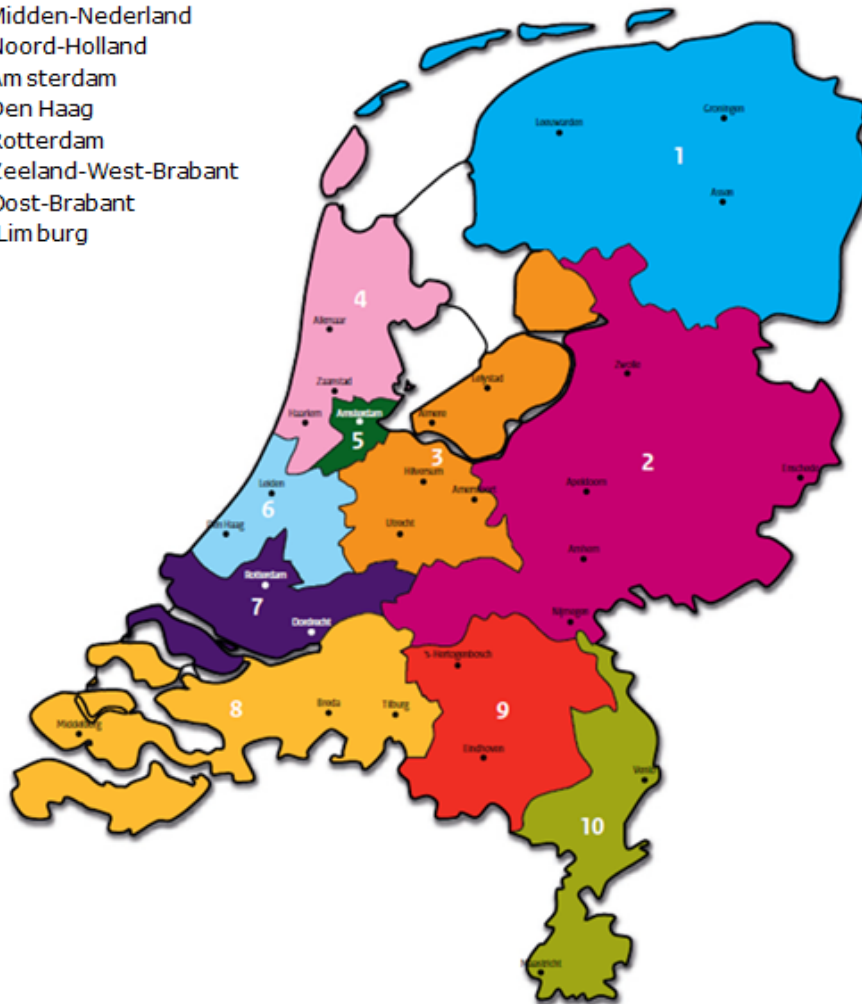 Midden-Nederland
Noord-Holland
Amsterdam
Den Haag
Rotterdam
Zeeland-West-Brabant
Oost-Brabant
Limburg
Leeuwarden
Groningen
1
Assen
4
Alkmaar
Zwolle
Zaanstad
Lelystad
Haarlem
Amsterdam
Almere
5
3
2
Hilversum
Enschede
Leiden
Apeldoorn
Amersfoort
6
Den Haag
Utrecht
Arnhem
Rotterdam
7
Dordrecht
Nijmegen
's-Hertogenbosch
8
Breda
Tilburg
9
Middelburg
Eindhoven
Venlo
10
Maastricht